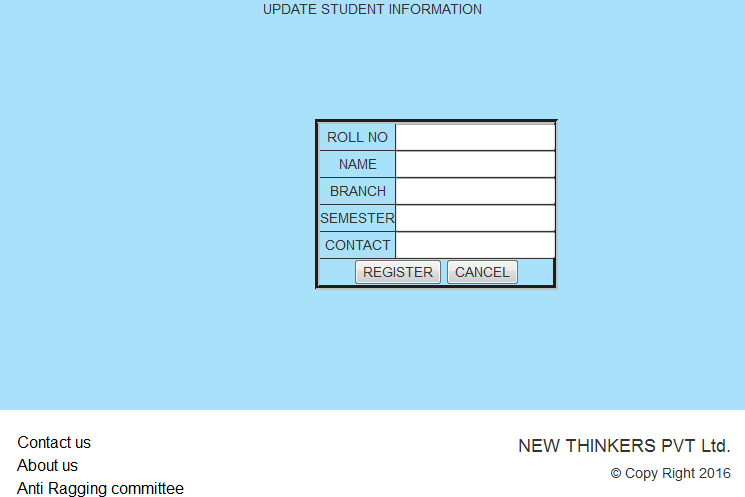 UPDATE STUDENT INFORMATION
ROLL NO
NAME
BRANCH
SEMESTER
CONTACT
REGISTER CANCEL
Contact us
About us
Anti Ragging committee
NEW THINKERS PVT Ltd.
© Copy Right 2016